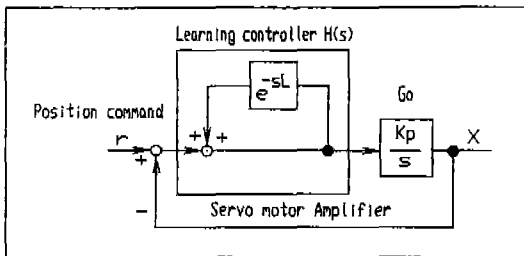 Learning controller H(s)
e^-sL
Go
Position command
+ +
Kp
r
X
+
s
-
Servo motor Amplifier